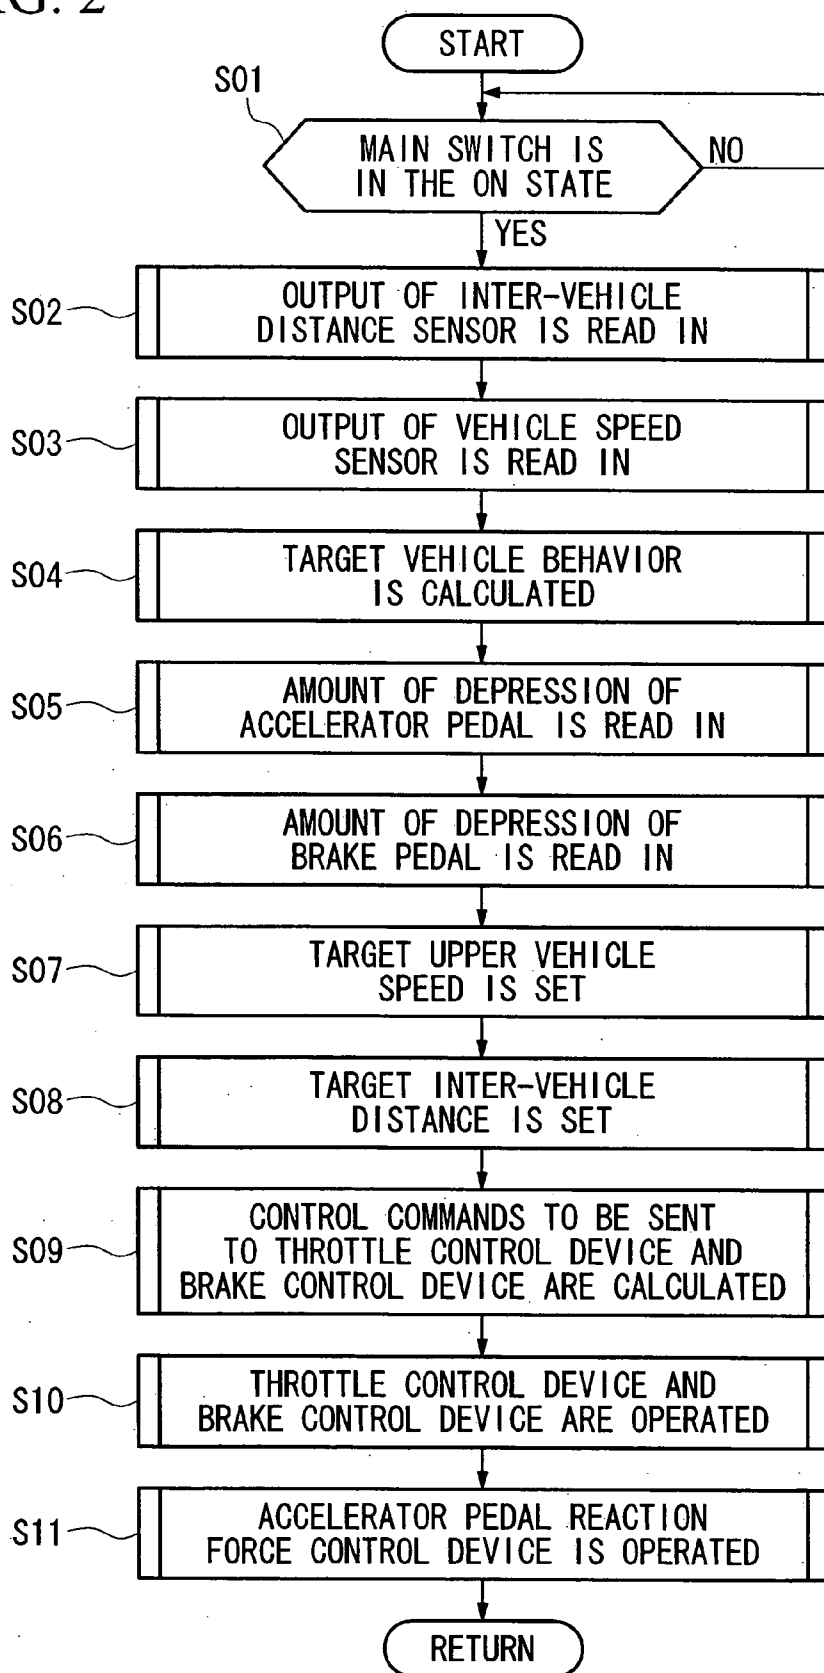 G. 2
START
S01
MAIN SWITCH IS
IN THE ON STATE
NO
YES
S02
OUTPUT OF INTER-VEHICLE
DISTANCE SENSOR IS READ IN
S03
OUTPUT OF VEHICLE SPEED
SENSOR IS READ IN
S04
TARGET VEHICLE BEHAVIOR
IS CALCULATED
S05
AMOUNT OF DEPRESSION OF
ACCELERATOR PEDAL IS READ IN
S06
AMOUNT OF DEPRESSION OF
BRAKE PEDAL IS READ IN
S07
TARGET UPPER VEHICLE
SPEED IS SET
S08
TARGET INTER-VEHICLE
DISTANCE IS SET
S09
CONTROL COMMANDS TO BE SENT
TO THROTTLE CONTROL DEVICE AND
BRAKE CONTROL DEVICE ARE CALCULATED
S10
THROTTLE CONTROL DEVICE AND
BRAKE CONTROL DEVICE ARE OPERATED
S11
ACCELERATOR PEDAL REACTION
FORCE CONTROL DEVICE IS OPERATED
RETURN